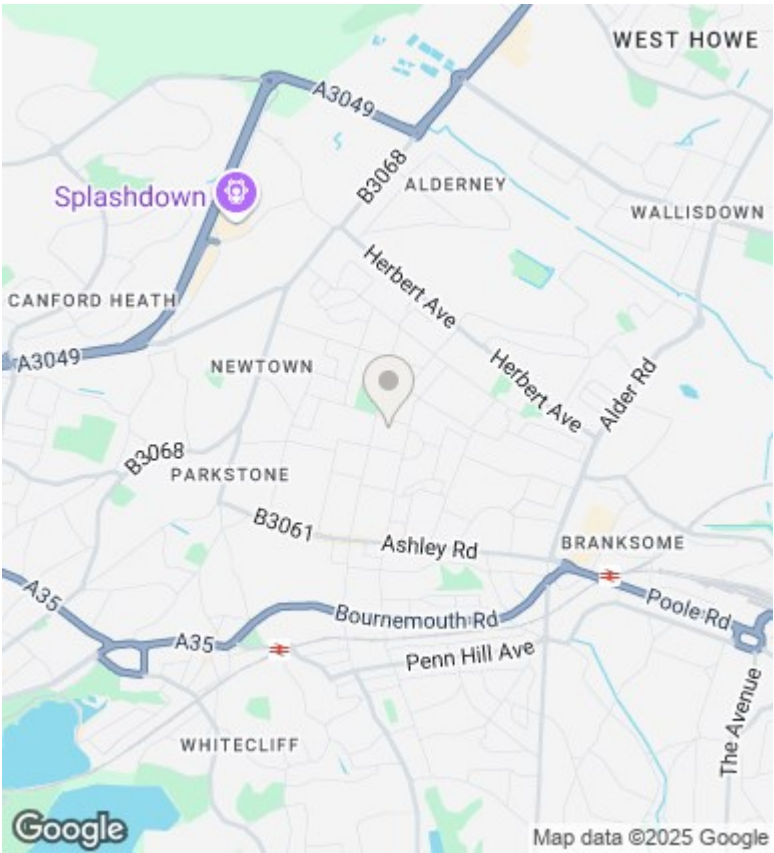 WEST HOWE
A3049
B3068
ALDERNEY
Splashdown
WALLISDOWN
Herbert Ave
CANFORD HEATH
A3049
NEWTOWN
Herbert Ave
Alder Rd
B3068
PARKSTONE
B3061
Ashley Rd
BRANKSOME
A35
Bournemouth Rd
Poole Rd
A35
Penn Hill Ave
The Avenue
WHITECLIFF
Google
Map data ©2025 Google